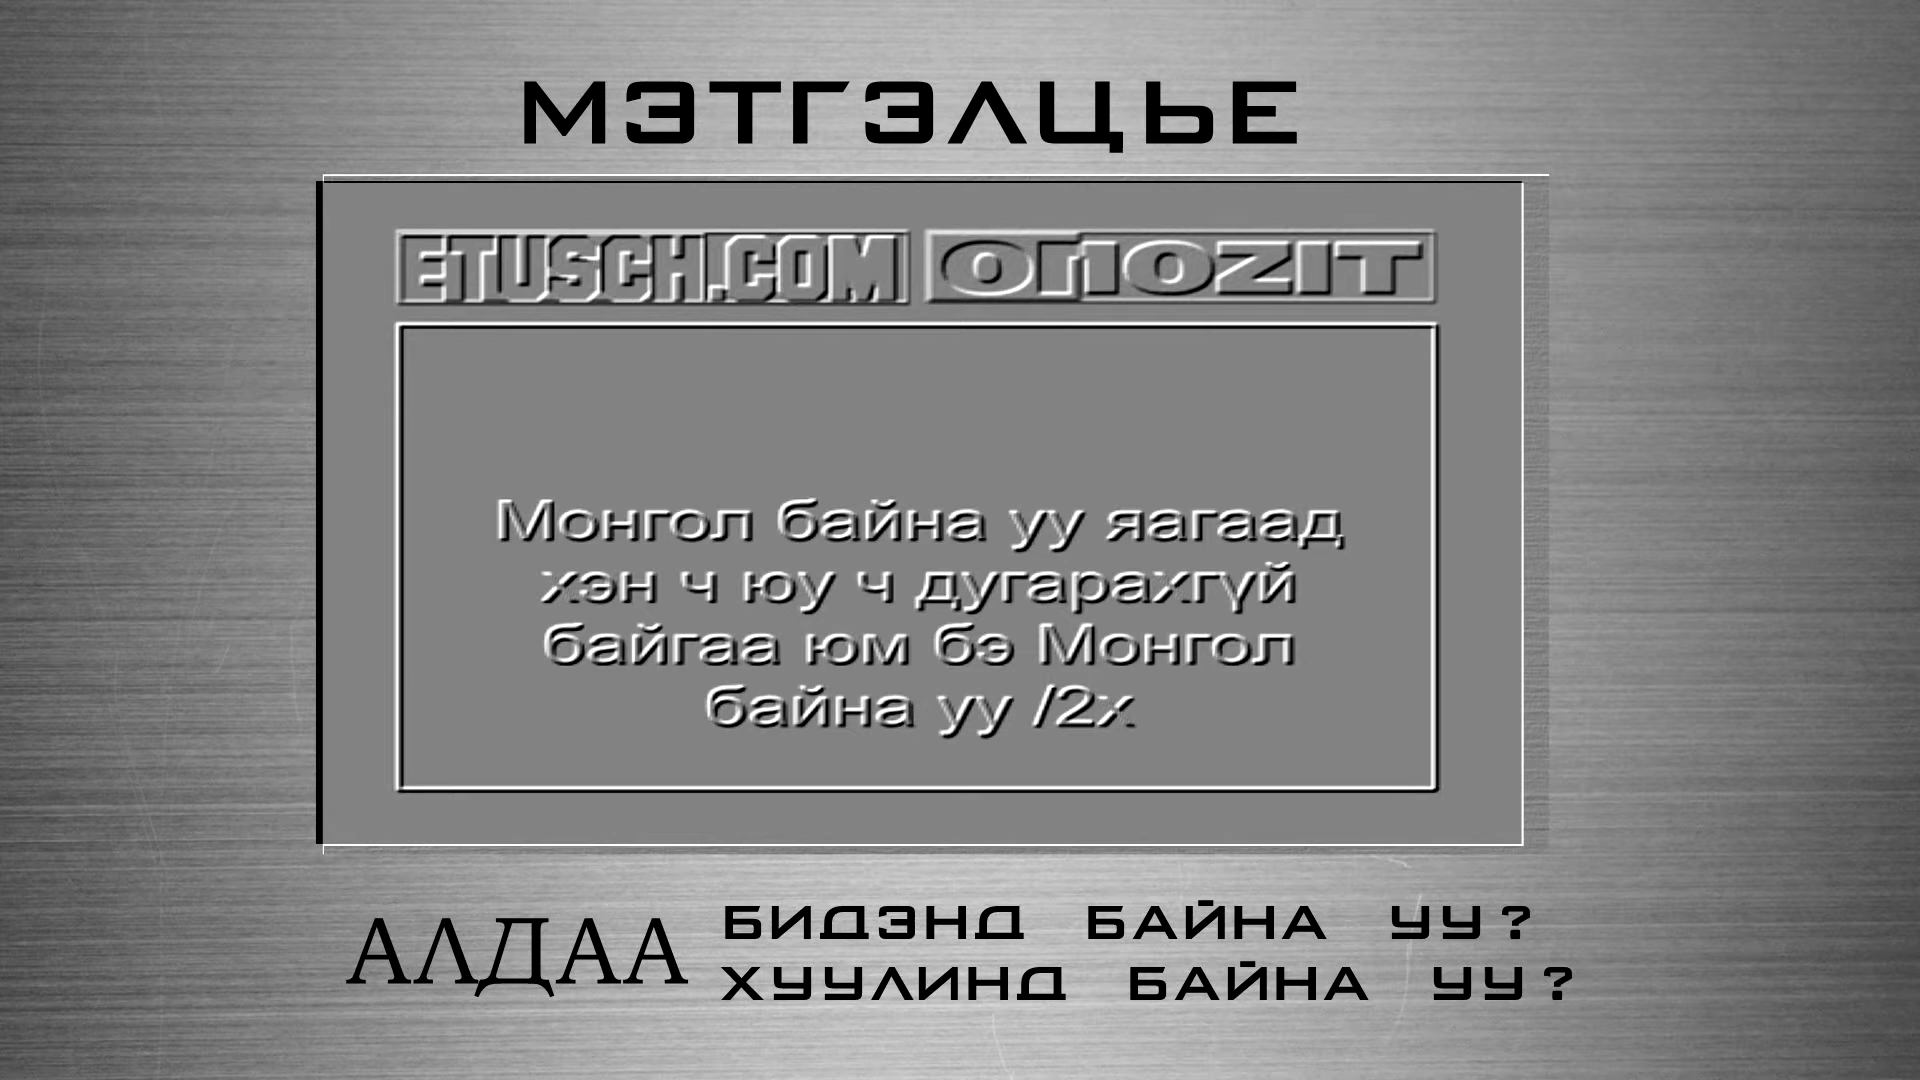 МЭТГЭЛЦЬЕ
ETUSCH.COM ОПОZIT
Монгол байна уу яагаад
хэн ч юу ч дугарахгүй
байгаа юм бэ Монгол
байна уу /2х
АЛДАА
БИДЭНД БАЙНА УУ?
ХУУЛИНД БАЙНА УУ?